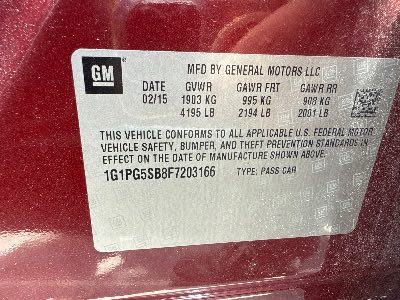 GM
MFD BY GENERAL MOTORS LLC
DATE GVWR GAWR FRT GAWR RR
02/15 1903 KG 995 KG 908 KG
4195 LB 2194 LB 2001 LB
THIS VEHICLE CONFORMS TO ALL APPLICABLE U.S. FEDERAL MOTOR
VEHICLE SAFETY, BUMPER, AND THEFT PREVENTION STANDARDS IN
EFFECT ON THE DATE OF MANUFACTURE SHOWN ABOVE.
1G1PG5SB8F7203166 TYPE: PASS CAR